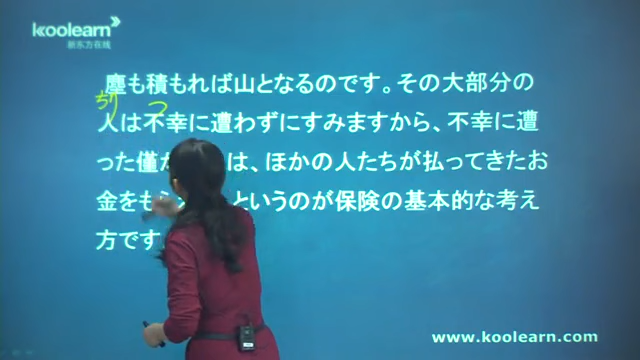 koolearn
新东方在线
塵も積もれば山となるのです。その大部分の
ちり つ
人は不幸に遭わずにすみますから、不幸に遭
った僅か は、ほかの人たちが払ってきたお
金をもら というのが保険の基本的な考え
方です
www.koolearn.com